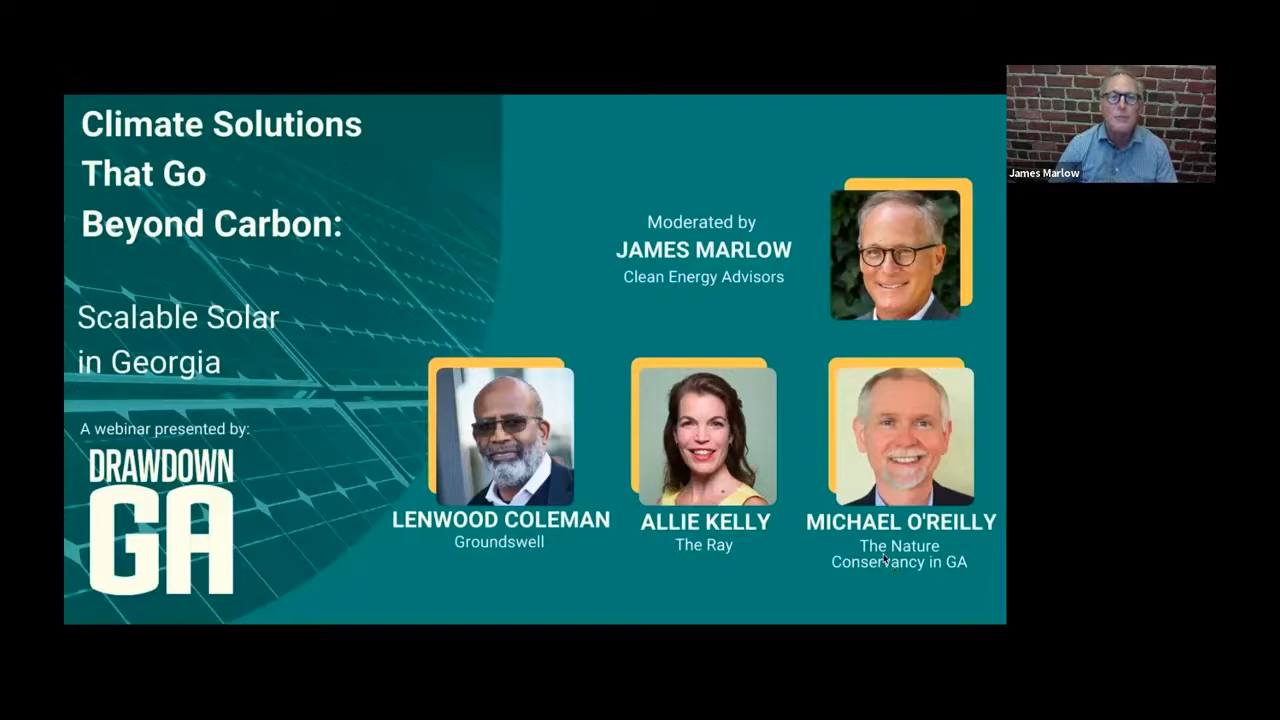 Climate Solutions
That Go
Beyond Carbon:
Scalable Solar
in Georgia
A webinar presented by:
DRAWDOWN
GA
Moderated by
JAMES MARLOW
Clean Energy Advisors
LENWOOD COLEMAN
Groundswell
ALLIE KELLY
The Ray
MICHAEL O'REILLY
The Nature
Conservancy in GA
James Marlow